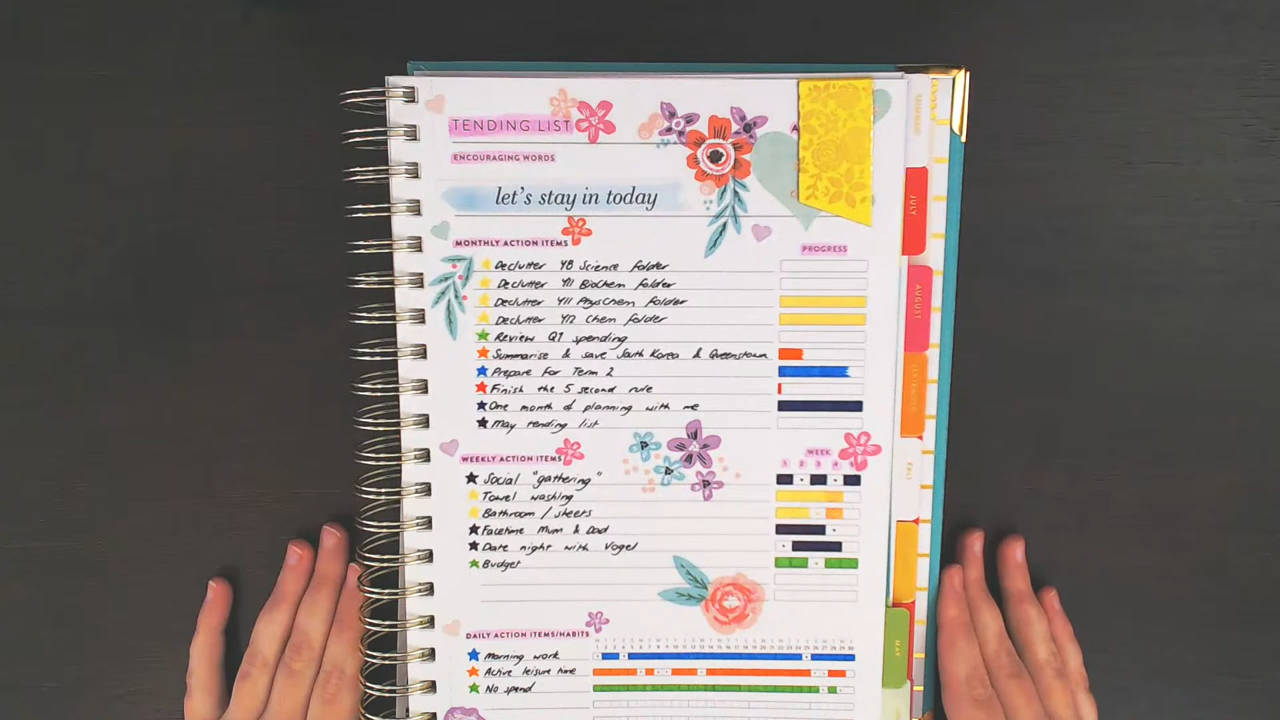 TENDING LIST
ENCOURAGING WORDS
let's stay in today
MONTHLY ACTION ITEMS
PROGRESS
Declutter Y8 Science folder
Declutter Y11 BioChem folder
Declutter Y11 PhysChem folder
Declutter Y12 Chem folder
Review Q1 spending
Summarise & save South Korea & Queenstown
Prepare for Term 2
Finish the 5 second rule
One month of planning with me
May tending list
WEEKLY ACTION ITEMS
WEEK
1 2 3 4 5
Social "gathering"
Towel washing
Bathroom / sheets
Facetime Mum & Dad
Date night with Vogel
Budget
DAILY ACTION ITEMS/HABITS
Morning work
Active leisure time
No spend
JULY
AUGUST
SEPTEMBER
FALL
MAY